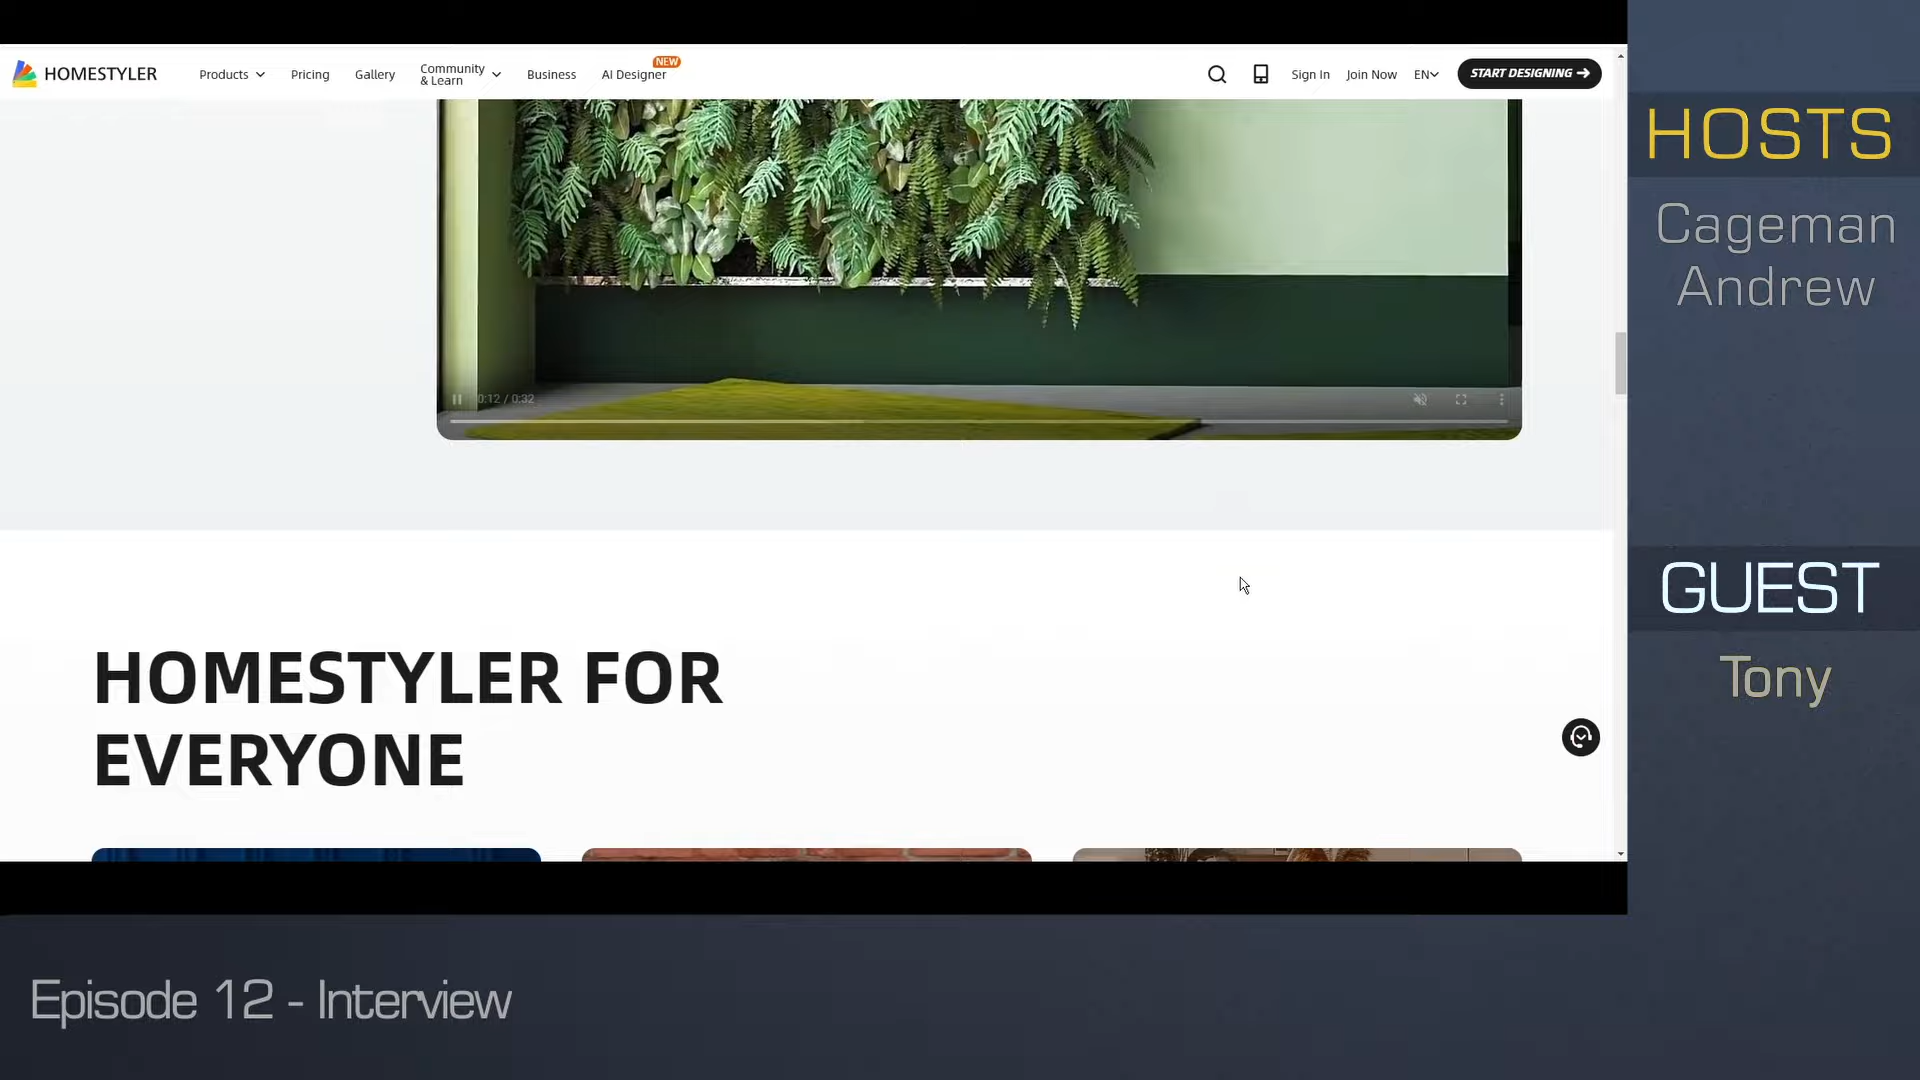 HOMESTYLER
Products
Pricing
Gallery
Community
& Learn
Business
AI Designer
NEW
Sign In
Join Now
EN
START DESIGNING
HOSTS
Cageman
Andrew
0:12 / 0:32
GUEST
Tony
HOMESTYLER FOR
EVERYONE
Episode 12 - Interview